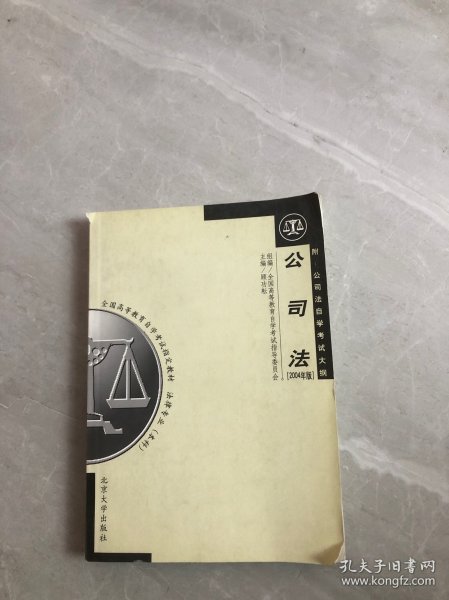 附：公司法自学考试大纲
公司法
[2004年版]
组编/全国高等教育自学考试指导委员会
主编/顾功耘
全国高等教育自学考试指定教材 法律专业（本科）
北京大学出版社
孔夫子旧书网
www.kongfz.com